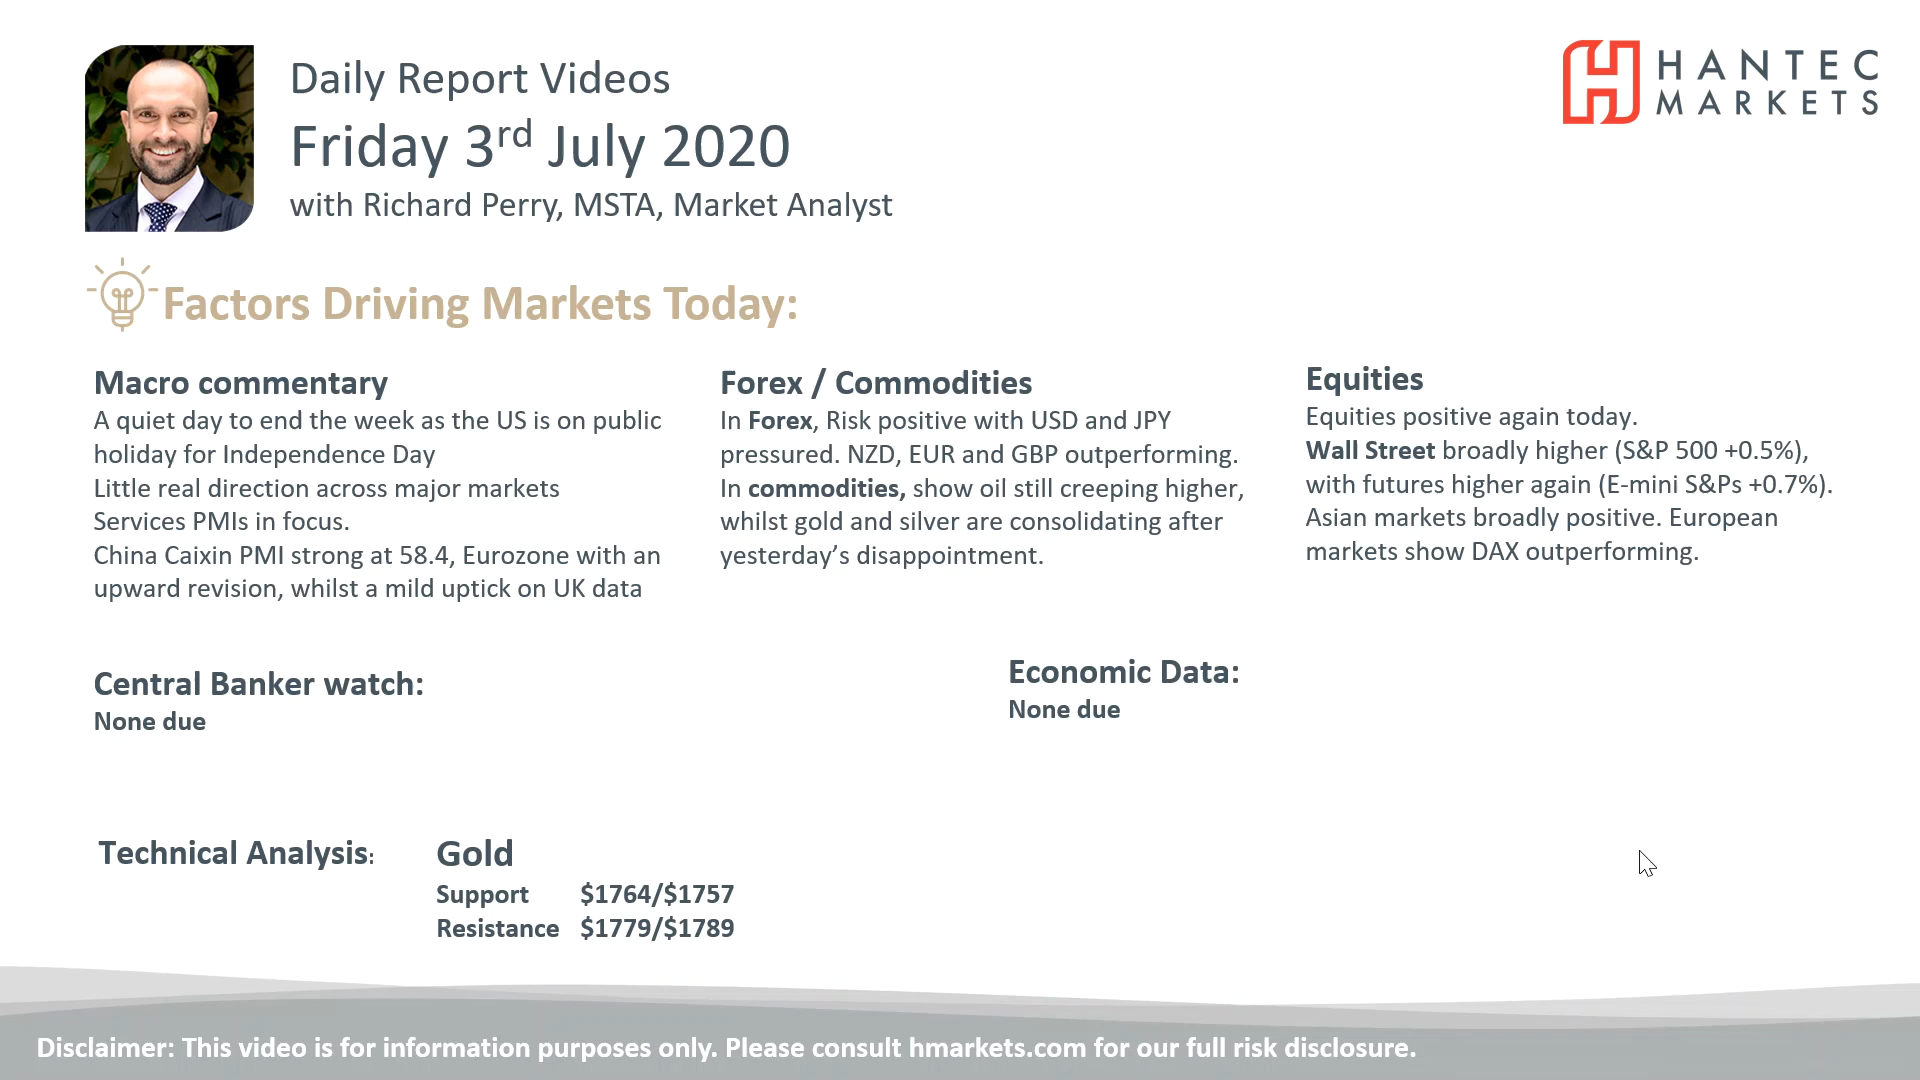 Daily Report Videos
Friday 3rd July 2020
with Richard Perry, MSTA, Market Analyst
HANTEC
MARKETS
Factors Driving Markets Today:
Macro commentary
A quiet day to end the week as the US is on public
holiday for Independence Day
Little real direction across major markets
Services PMIs in focus.
China Caixin PMI strong at 58.4, Eurozone with an
upward revision, whilst a mild uptick on UK data
Forex / Commodities
In Forex, Risk positive with USD and JPY
pressured. NZD, EUR and GBP outperforming.
In commodities, show oil still creeping higher,
whilst gold and silver are consolidating after
yesterday’s disappointment.
Equities
Equities positive again today.
Wall Street broadly higher (S&P 500 +0.5%),
with futures higher again (E-mini S&Ps +0.7%).
Asian markets broadly positive. European
markets show DAX outperforming.
Central Banker watch:
None due
Economic Data:
None due
Technical Analysis:
Gold
Support $1764/$1757
Resistance $1779/$1789
Disclaimer: This video is for information purposes only. Please consult hmarkets.com for our full risk disclosure.